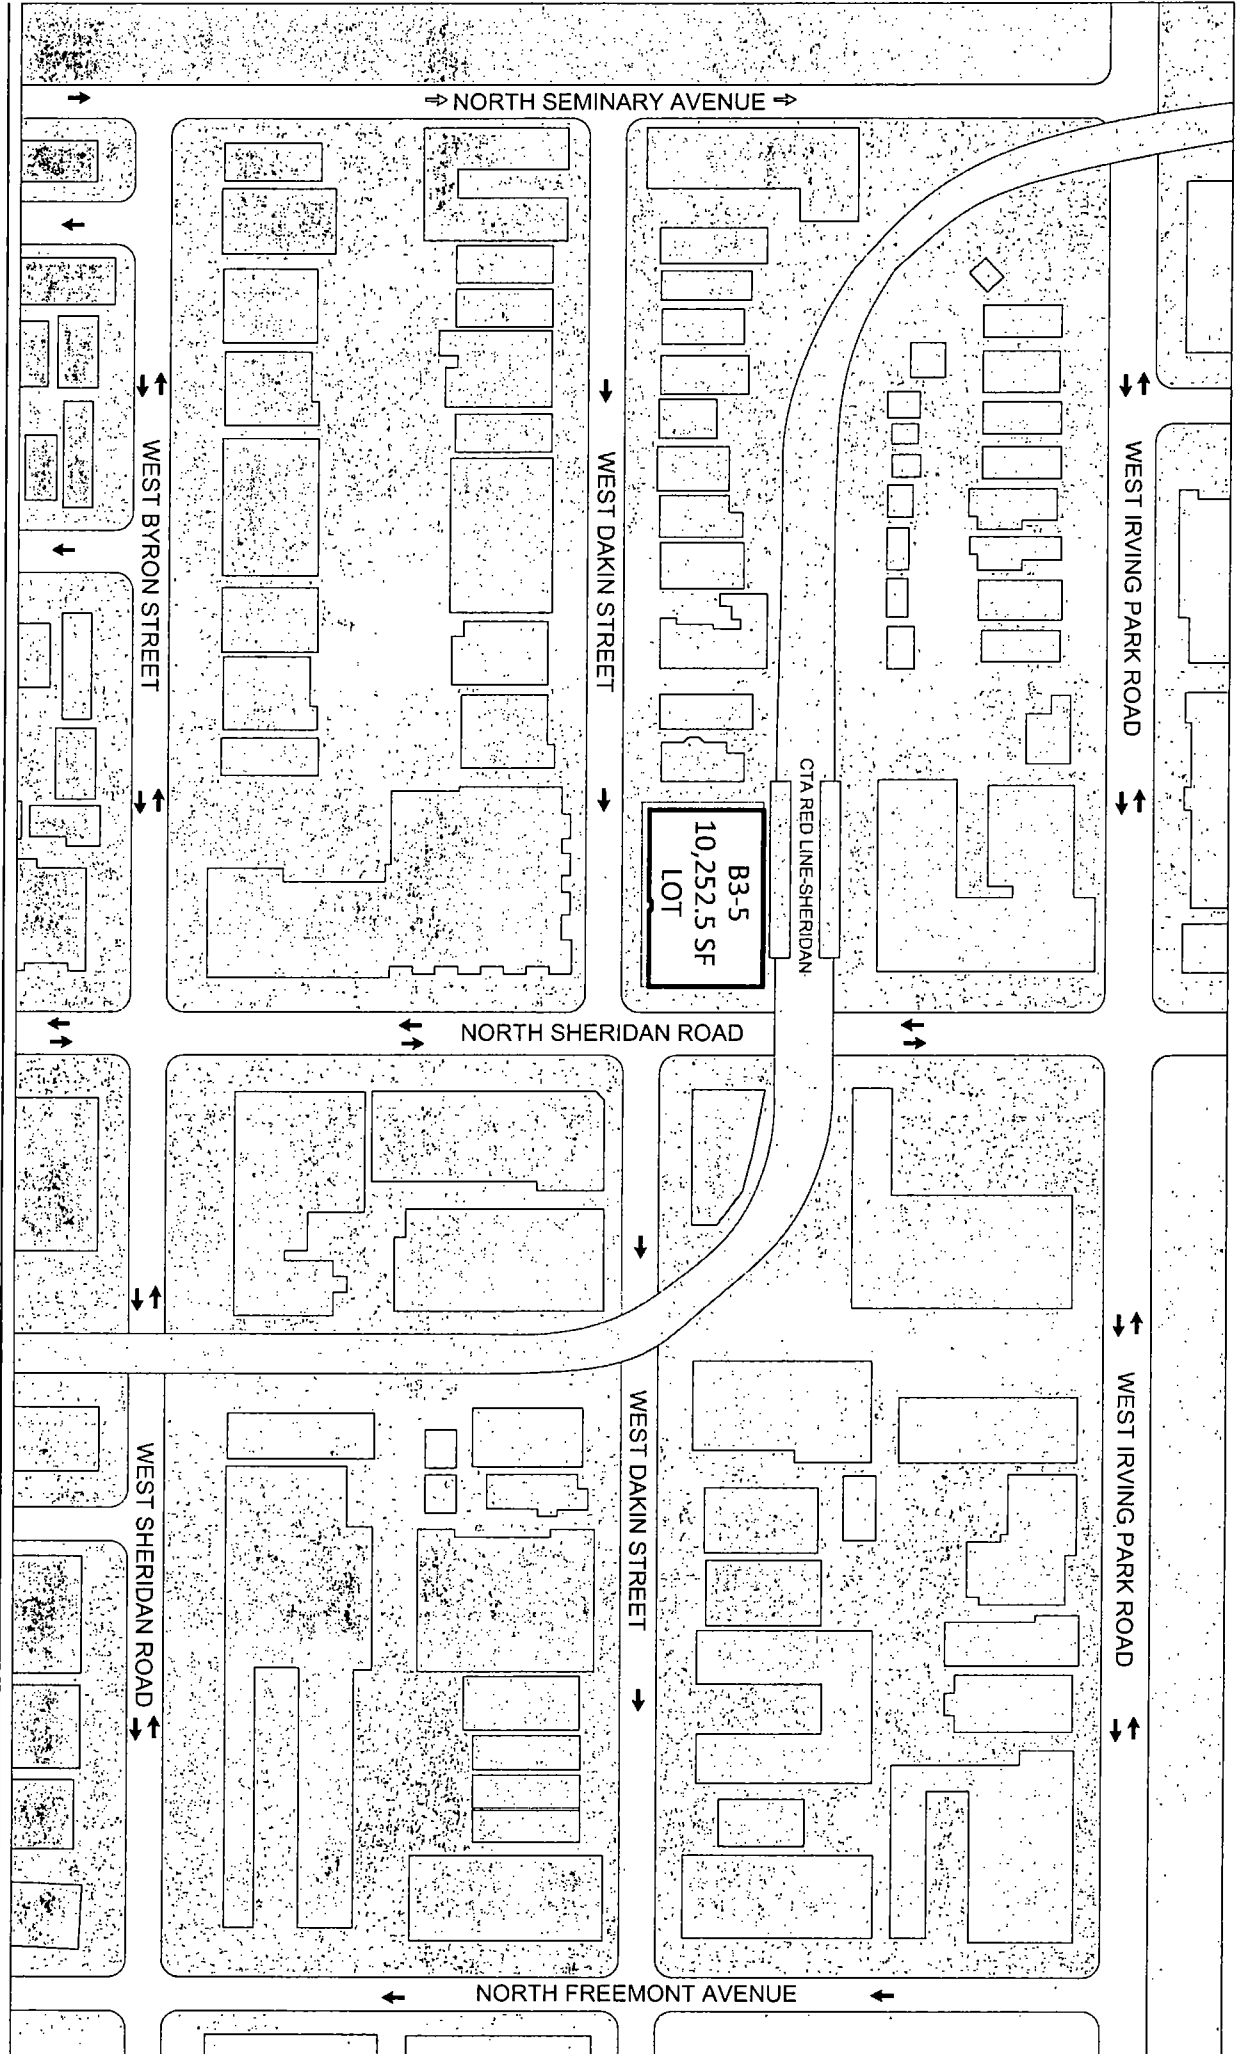 NORTH SEMINARY AVENUE
WEST BYRON STREET
WEST DAKIN STREET
WEST IRVING PARK ROAD
CTA RED LINE-SHERIDAN
B3-5
10,252.5 SF
LOT
NORTH SHERIDAN ROAD
WEST SHERIDAN ROAD
WEST DAKIN STREET
WEST IRVING PARK ROAD
NORTH FREEMONT AVENUE